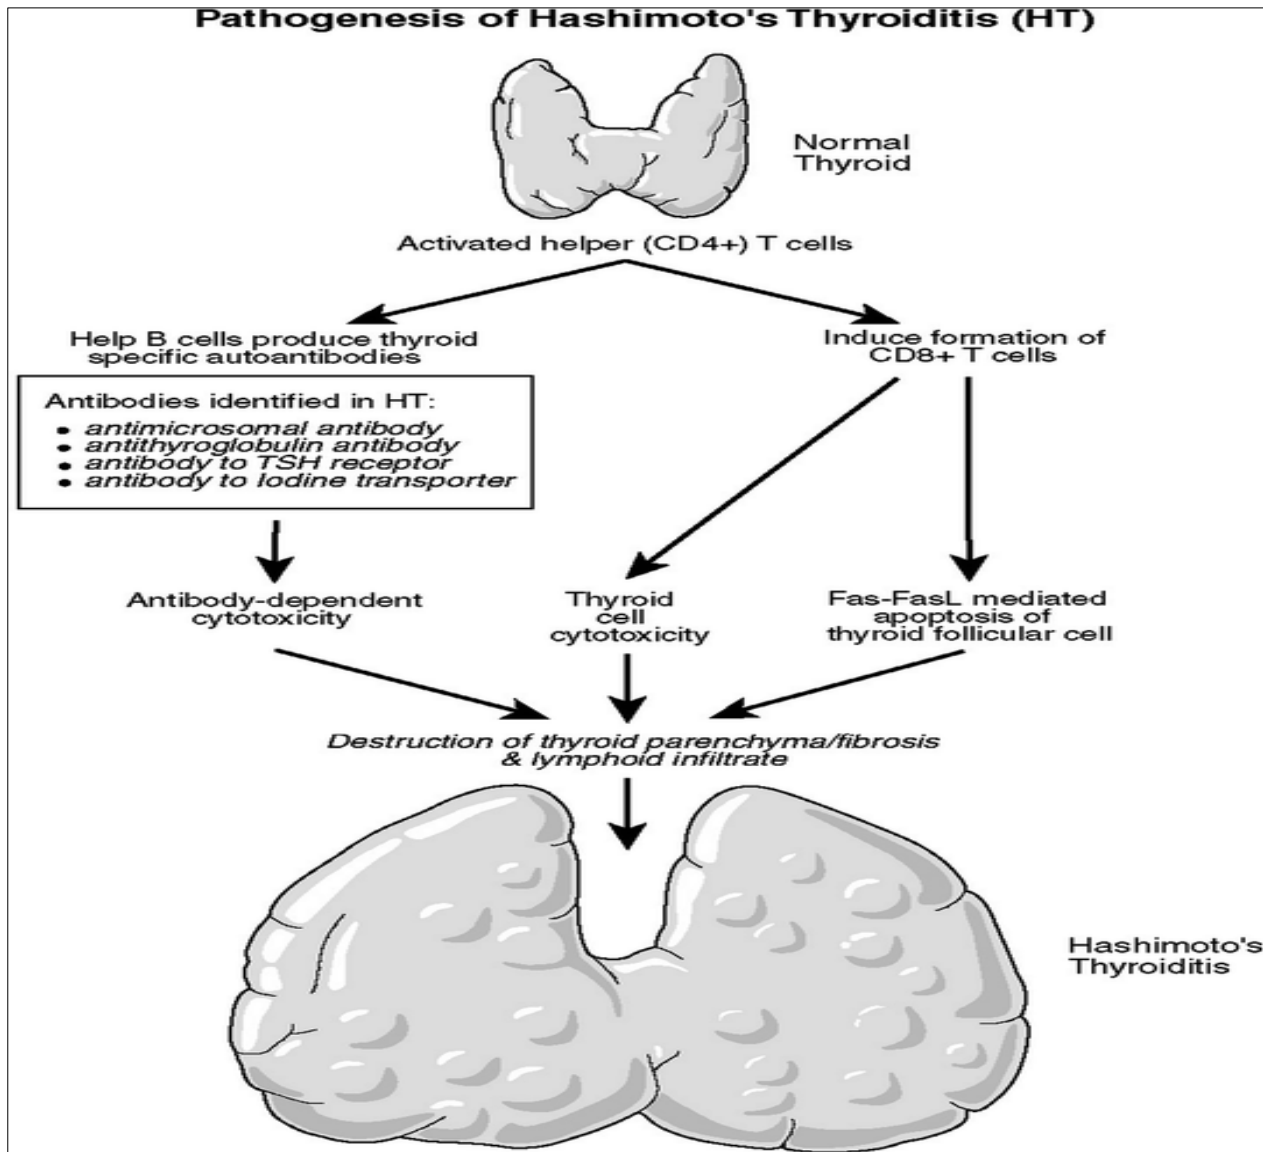 Pathogenesis of Hashimoto's Thyroiditis (HT)
Normal
Thyroid
Activated helper (CD4+) T cells
Help B cells produce thyroid
specific autoantibodies
Induce formation of
CD8+ T cells
Antibodies identified in HT:
• antimicrosomal antibody
• antithyroglobulin antibody
• antibody to TSH receptor
• antibody to Iodine transporter
Antibody-dependent
cytotoxicity
Thyroid
cell
cytotoxicity
Fas-FasL mediated
apoptosis of
thyroid follicular cell
Destruction of thyroid parenchyma/fibrosis
& lymphoid infiltrate
Hashimoto's
Thyroiditis